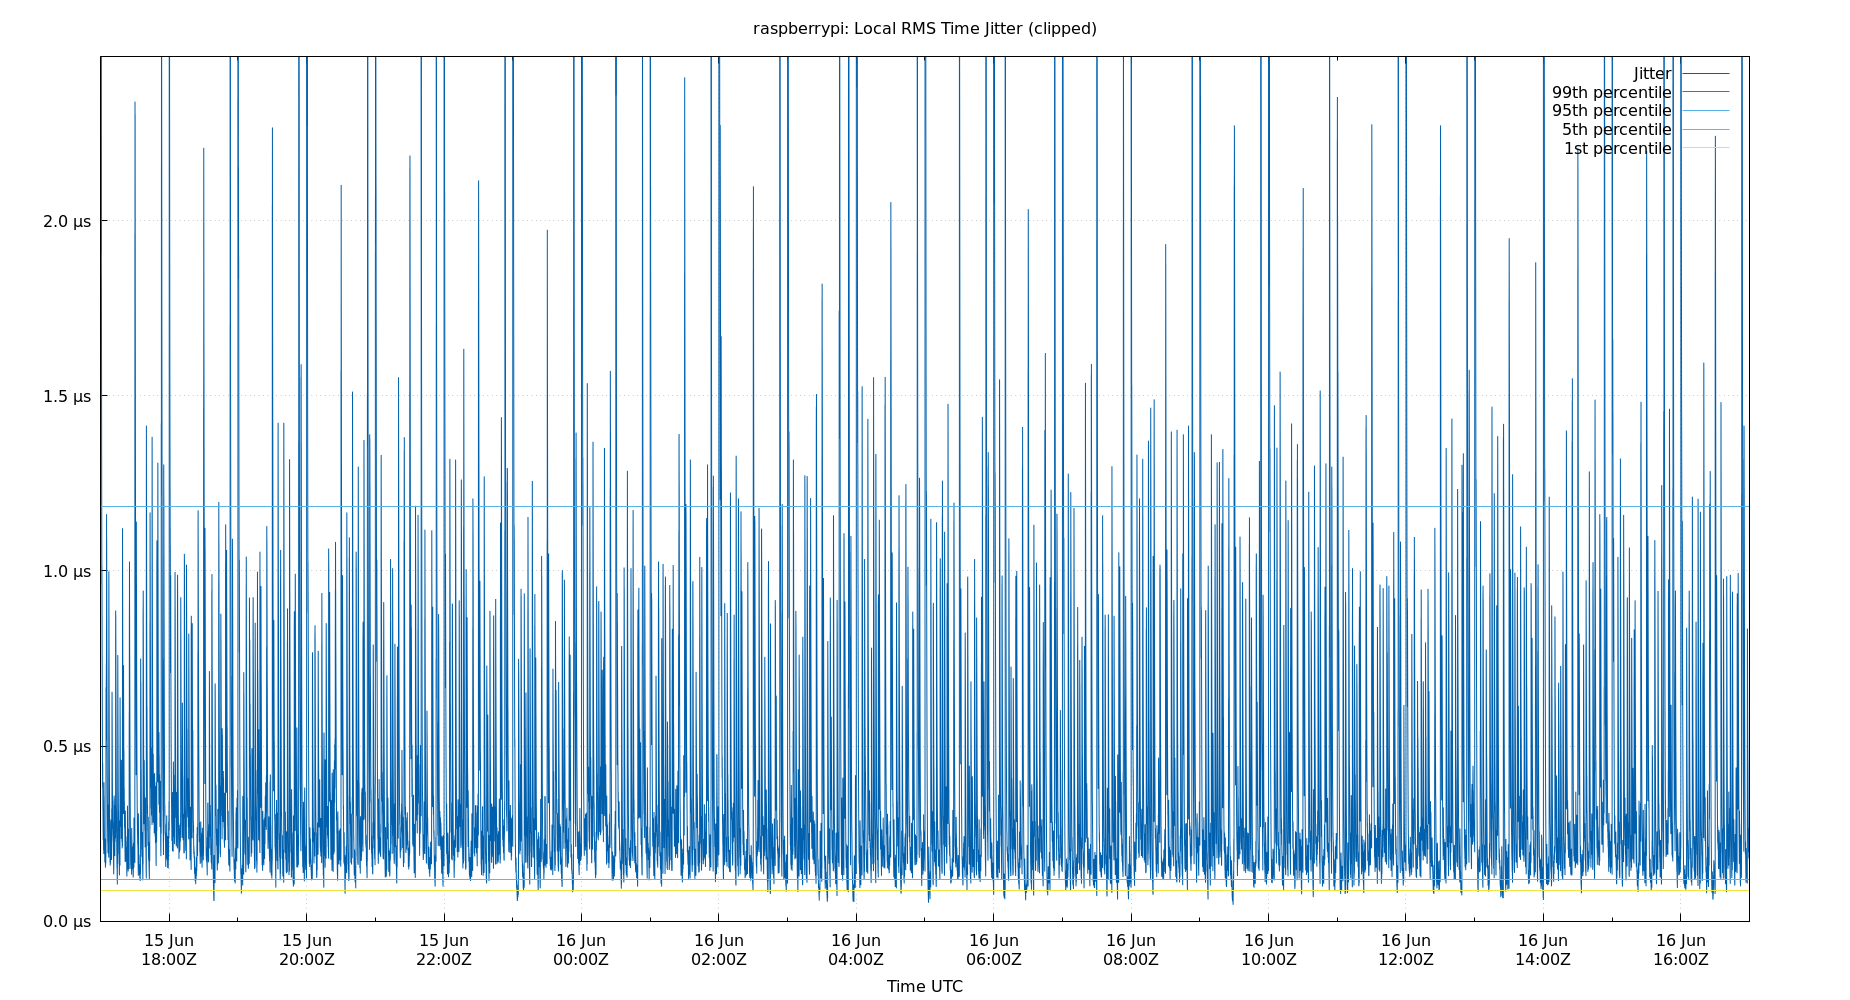 raspberrypi: Local RMS Time Jitter (clipped)
Jitter
99th percentile
95th percentile
5th percentile
1st percentile
2.0 µs
1.5 µs
1.0 µs
0.5 µs
0.0 µs
15 Jun 15 Jun 15 Jun 16 Jun 16 Jun 16 Jun 16 Jun 16 Jun 16 Jun 16 Jun 16 Jun 16 Jun
18:00Z 20:00Z 22:00Z 00:00Z 02:00Z 04:00Z 06:00Z 08:00Z 10:00Z 12:00Z 14:00Z 16:00Z
Time UTC